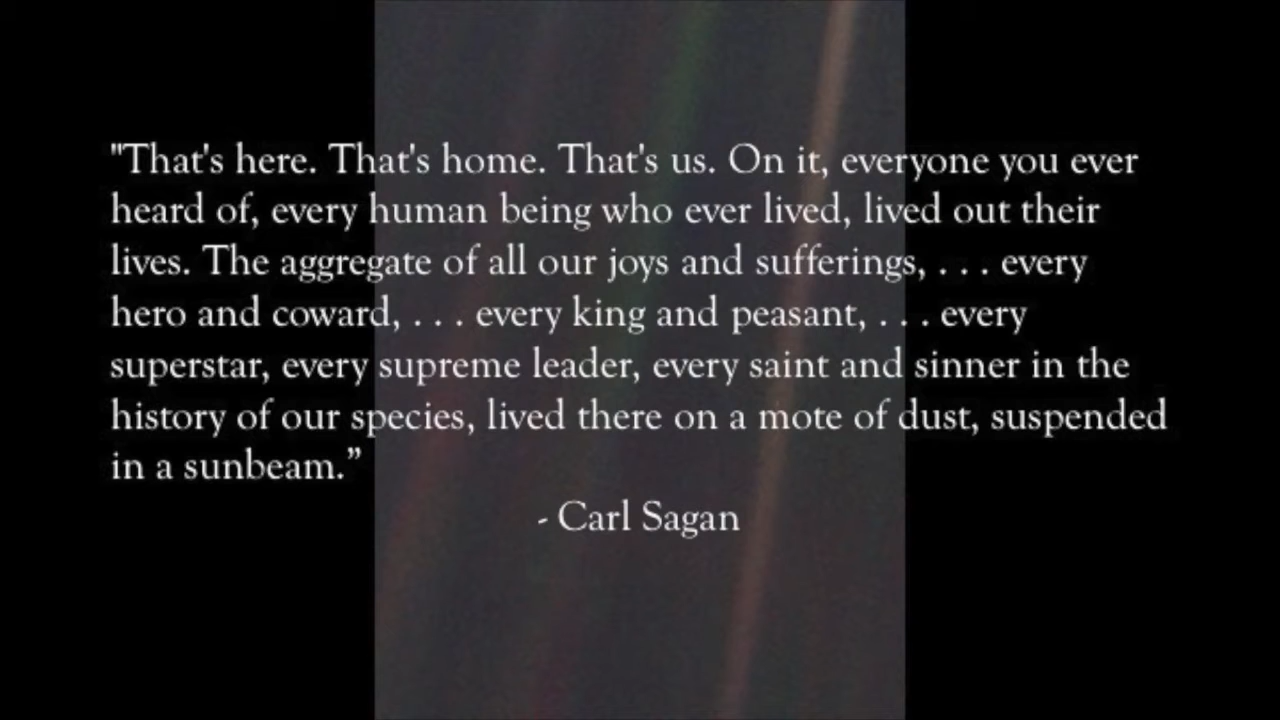 "That's here. That's home. That's us. On it, everyone you ever
heard of, every human being who ever lived, lived out their
lives. The aggregate of all our joys and sufferings, . . . every
hero and coward, . . . every king and peasant, . . . every
superstar, every supreme leader, every saint and sinner in the
history of our species, lived there on a mote of dust, suspended
in a sunbeam.”
- Carl Sagan